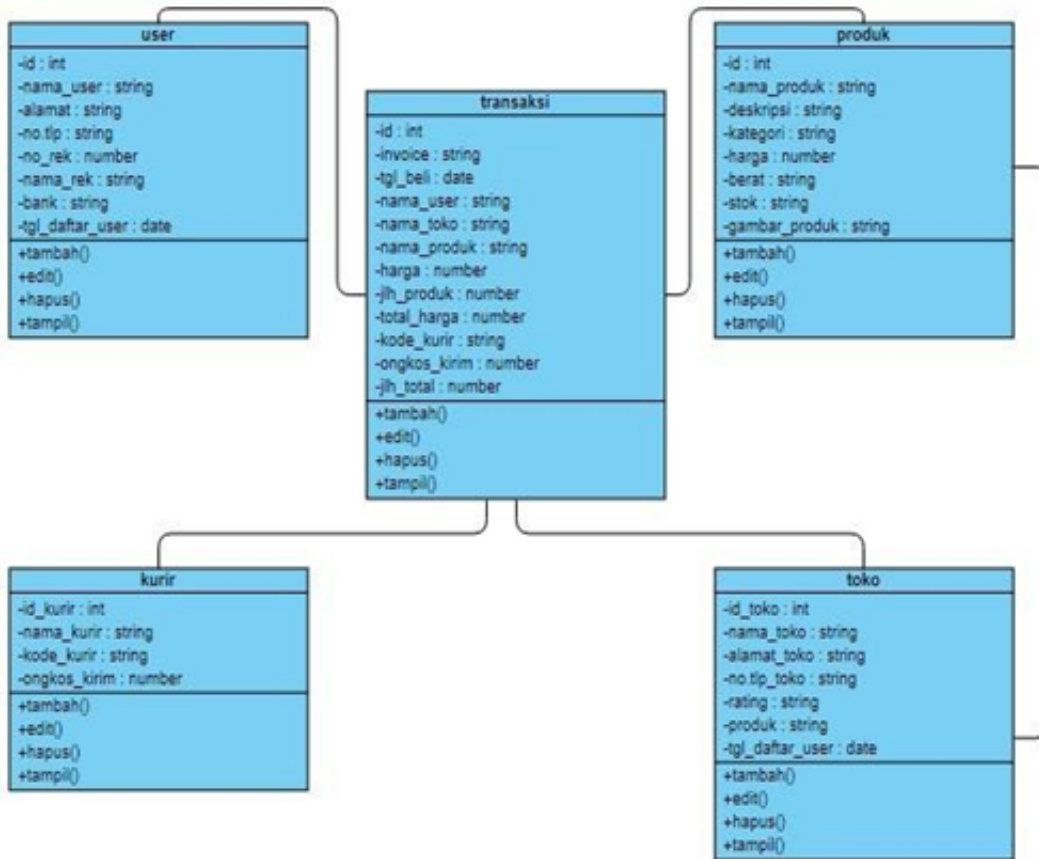 user
-id : int
-nama_user : string
-alamat : string
-no.tlp : string
-no_rek : number
-nama_rek : string
-bank : string
-tgl_daftar_user : date
+tambah()
+edit()
+hapus()
+tampil()
transaksi
-id : int
-invoice : string
-tgl_beli : date
-nama_user : string
-nama_toko : string
-nama_produk : string
-harga : number
-jlh_produk : number
-total_harga : number
-kode_kurir : string
-ongkos_kirim : number
-jlh_total : number
+tambah()
+edit()
+hapus()
+tampil()
produk
-id : int
-nama_produk : string
-deskripsi : string
-kategori : string
-harga : number
-berat : string
-stok : string
-gambar_produk : string
+tambah()
+edit()
+hapus()
+tampil()
kurir
-id_kurir : int
-nama_kurir : string
-kode_kurir : string
-ongkos_kirim : number
+tambah()
+edit()
+hapus()
+tampil()
toko
-id_toko : int
-nama_toko : string
-alamat_toko : string
-no.tlp_toko : string
-rating : string
-produk : string
-tgl_daftar_user : date
+tambah()
+edit()
+hapus()
+tampil()